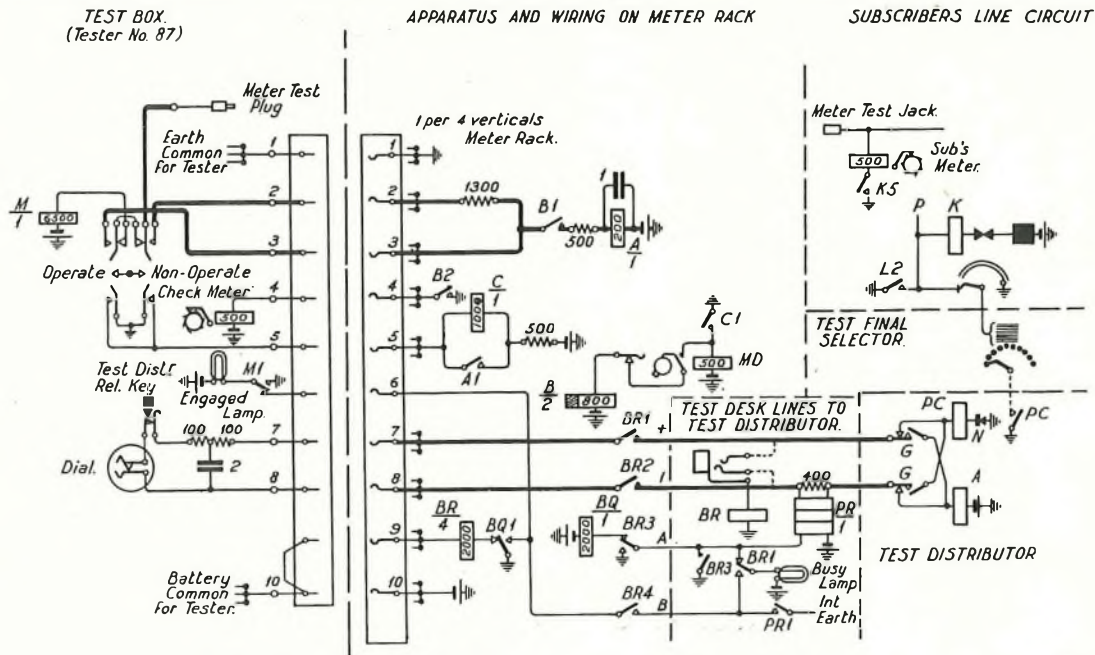 TEST BOX.
(Tester No. 87)
APPARATUS AND WIRING ON METER RACK
SUBSCRIBERS LINE CIRCUIT
Meter Test
Plug
Earth
Common
For Tester
1
2
3
4
5
7
8
10
M
1
6500
Operate
Non-Operate
Check Meter
500
Test Distr
Rel. Key
M1
Engaged
Lamp.
100
100
2
Dial.
Battery
Common
For Tester.
1 per 4 verticals
Meter Rack.
1
2
3
4
5
6
7
8
9
10
1300
B1
500
1
200
A
1
B2
C
1
1000
500
A1
C1
500
MD
B
2
800
BR1
+
BR2
BR
4
2000
BQ1
BQ
1
2000
BR3
A
BR4
B
TEST DESK LINES TO
TEST DISTRIBUTOR.
400
PR
1
BR
BR3
BR1
Busy
Lamp
PR1
Int
Earth
Meter Test Jack.
500
Sub's
Meter.
K5
P
K
L2
TEST FINAL
SELECTOR.
PC
PC
N
G
G
A
TEST DISTRIBUTOR